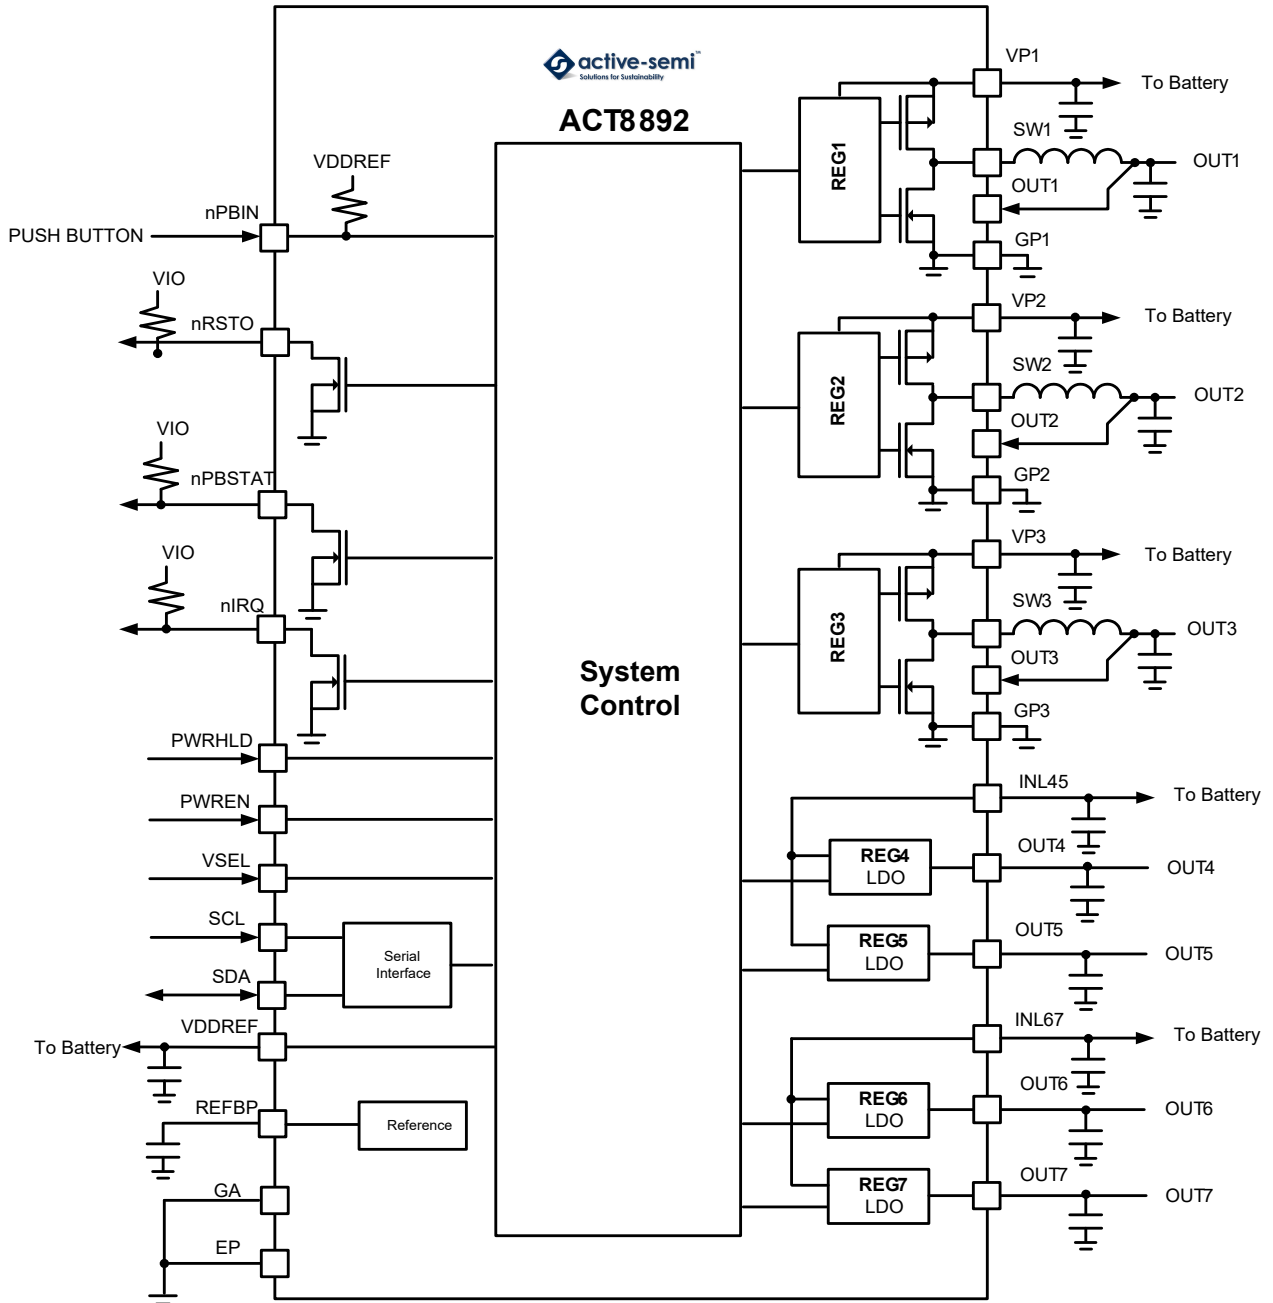 active-semi™
Solutions for Sustainability
ACT8892
VDDREF
nPBIN
PUSH BUTTON
VIO
nRSTO
VIO
nPBSTAT
VIO
nIRQ
PWRHLD
PWREN
VSEL
SCL
SDA
Serial
Interface
VDDREF
To Battery
REFBP
Reference
GA
EP
System
Control
REG1
VP1
To Battery
SW1
OUT1
OUT1
GP1
REG2
VP2
To Battery
SW2
OUT2
OUT2
GP2
REG3
VP3
To Battery
SW3
OUT3
OUT3
GP3
INL45
To Battery
REG4
LDO
OUT4
OUT4
REG5
LDO
OUT5
OUT5
INL67
To Battery
REG6
LDO
OUT6
OUT6
REG7
LDO
OUT7
OUT7